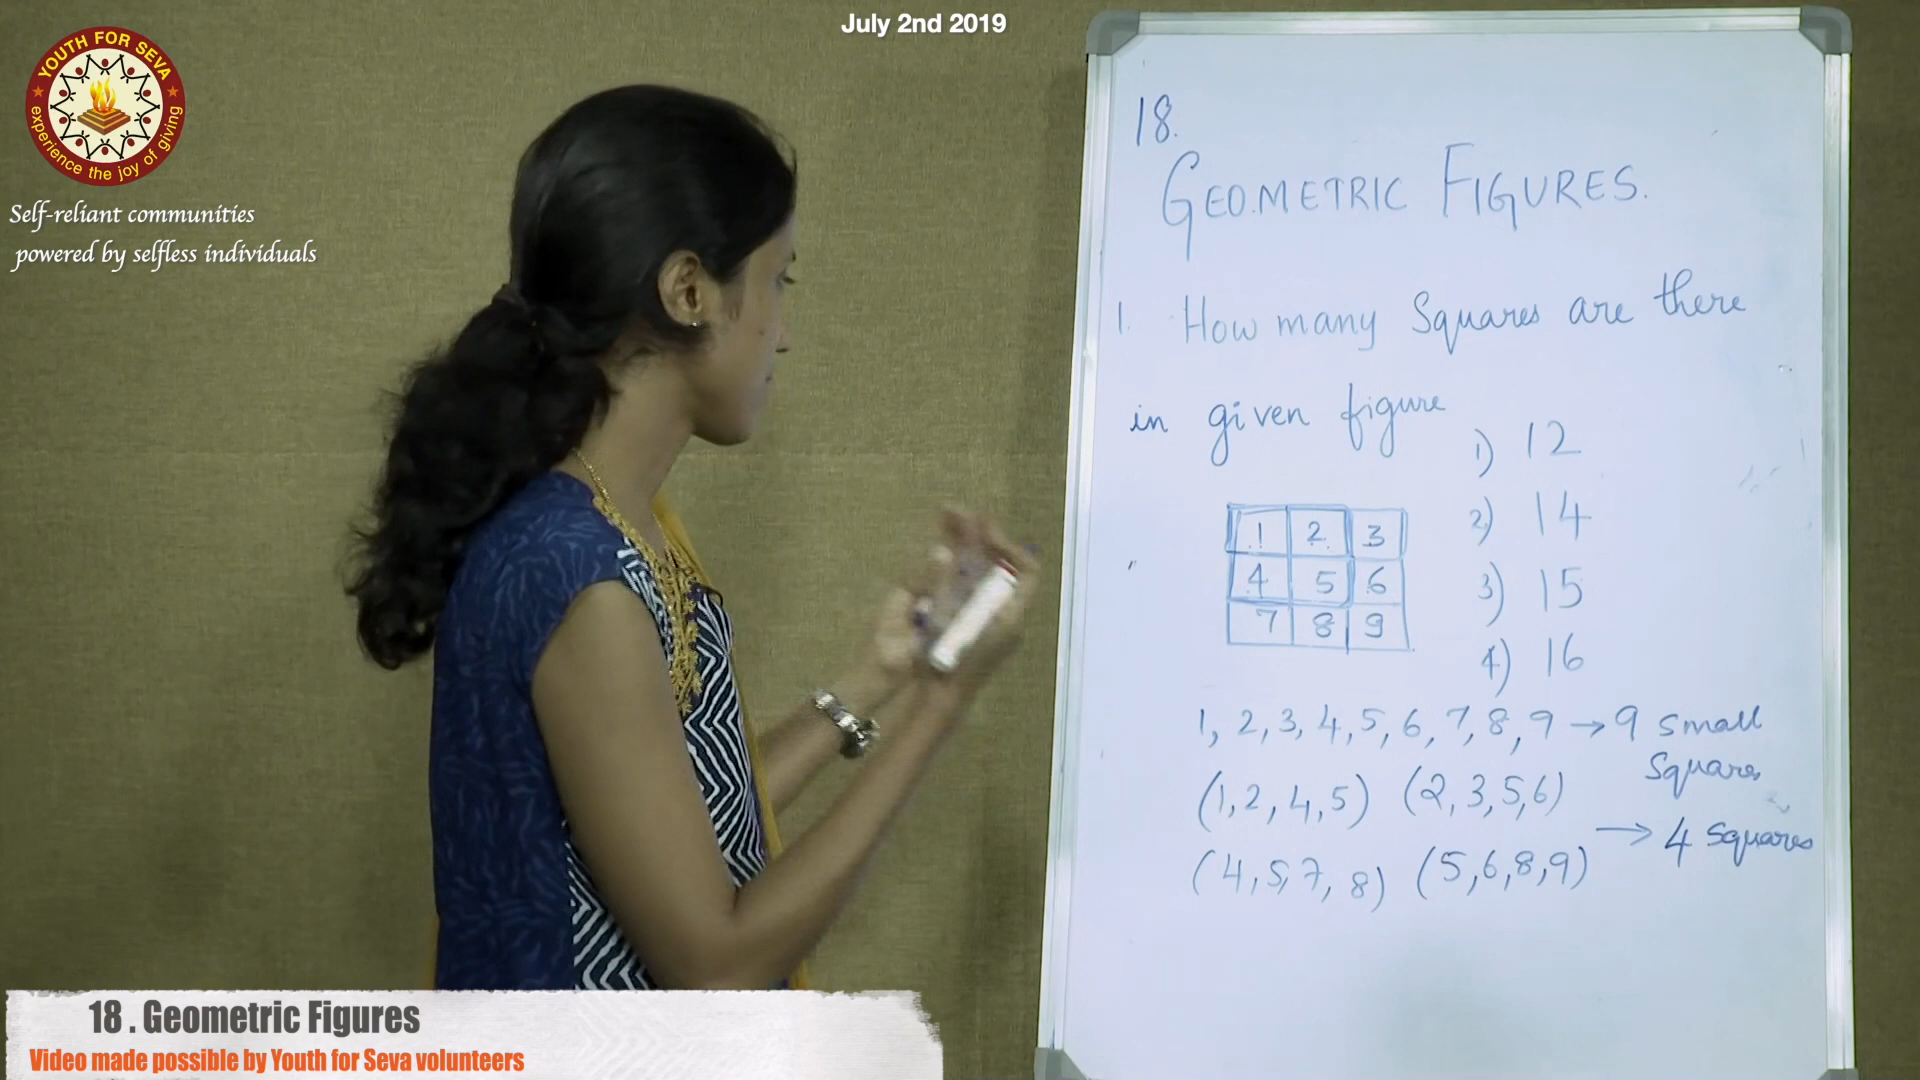 July 2nd 2019
YOUTH FOR SEVA
experience the joy of giving
Self-reliant communities
powered by selfless individuals
18.
GEOMETRIC FIGURES.
1. How many Squares are there
in given figure
1) 12
2) 14
3) 15
4) 16
1 2 3
4 5 6
7 8 9
1, 2, 3, 4, 5, 6, 7, 8, 9 → 9 small
Squares
(1, 2, 4, 5) (2, 3, 5, 6)
→ 4 squares
(4, 5, 7, 8) (5, 6, 8, 9)
18 . Geometric Figures
Video made possible by Youth for Seva volunteers